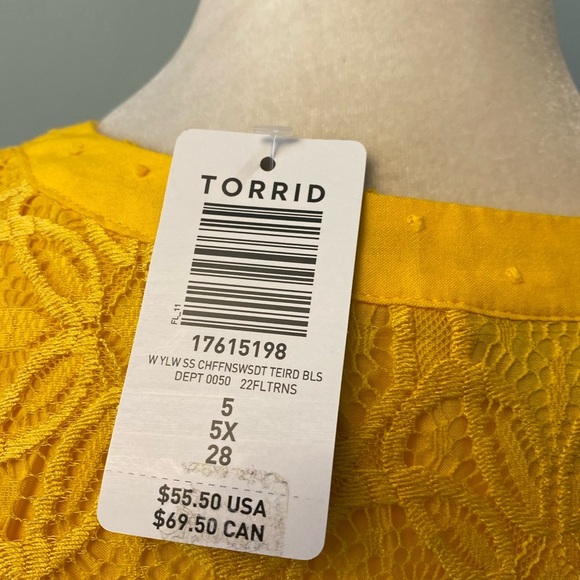 TORRID
FL_11
17615198
W YLW SS CHFFNSWSDT TEIRD BLS
DEPT 0050 22FLTRNS
5
5X
28
$55.50 USA
$69.50 CAN